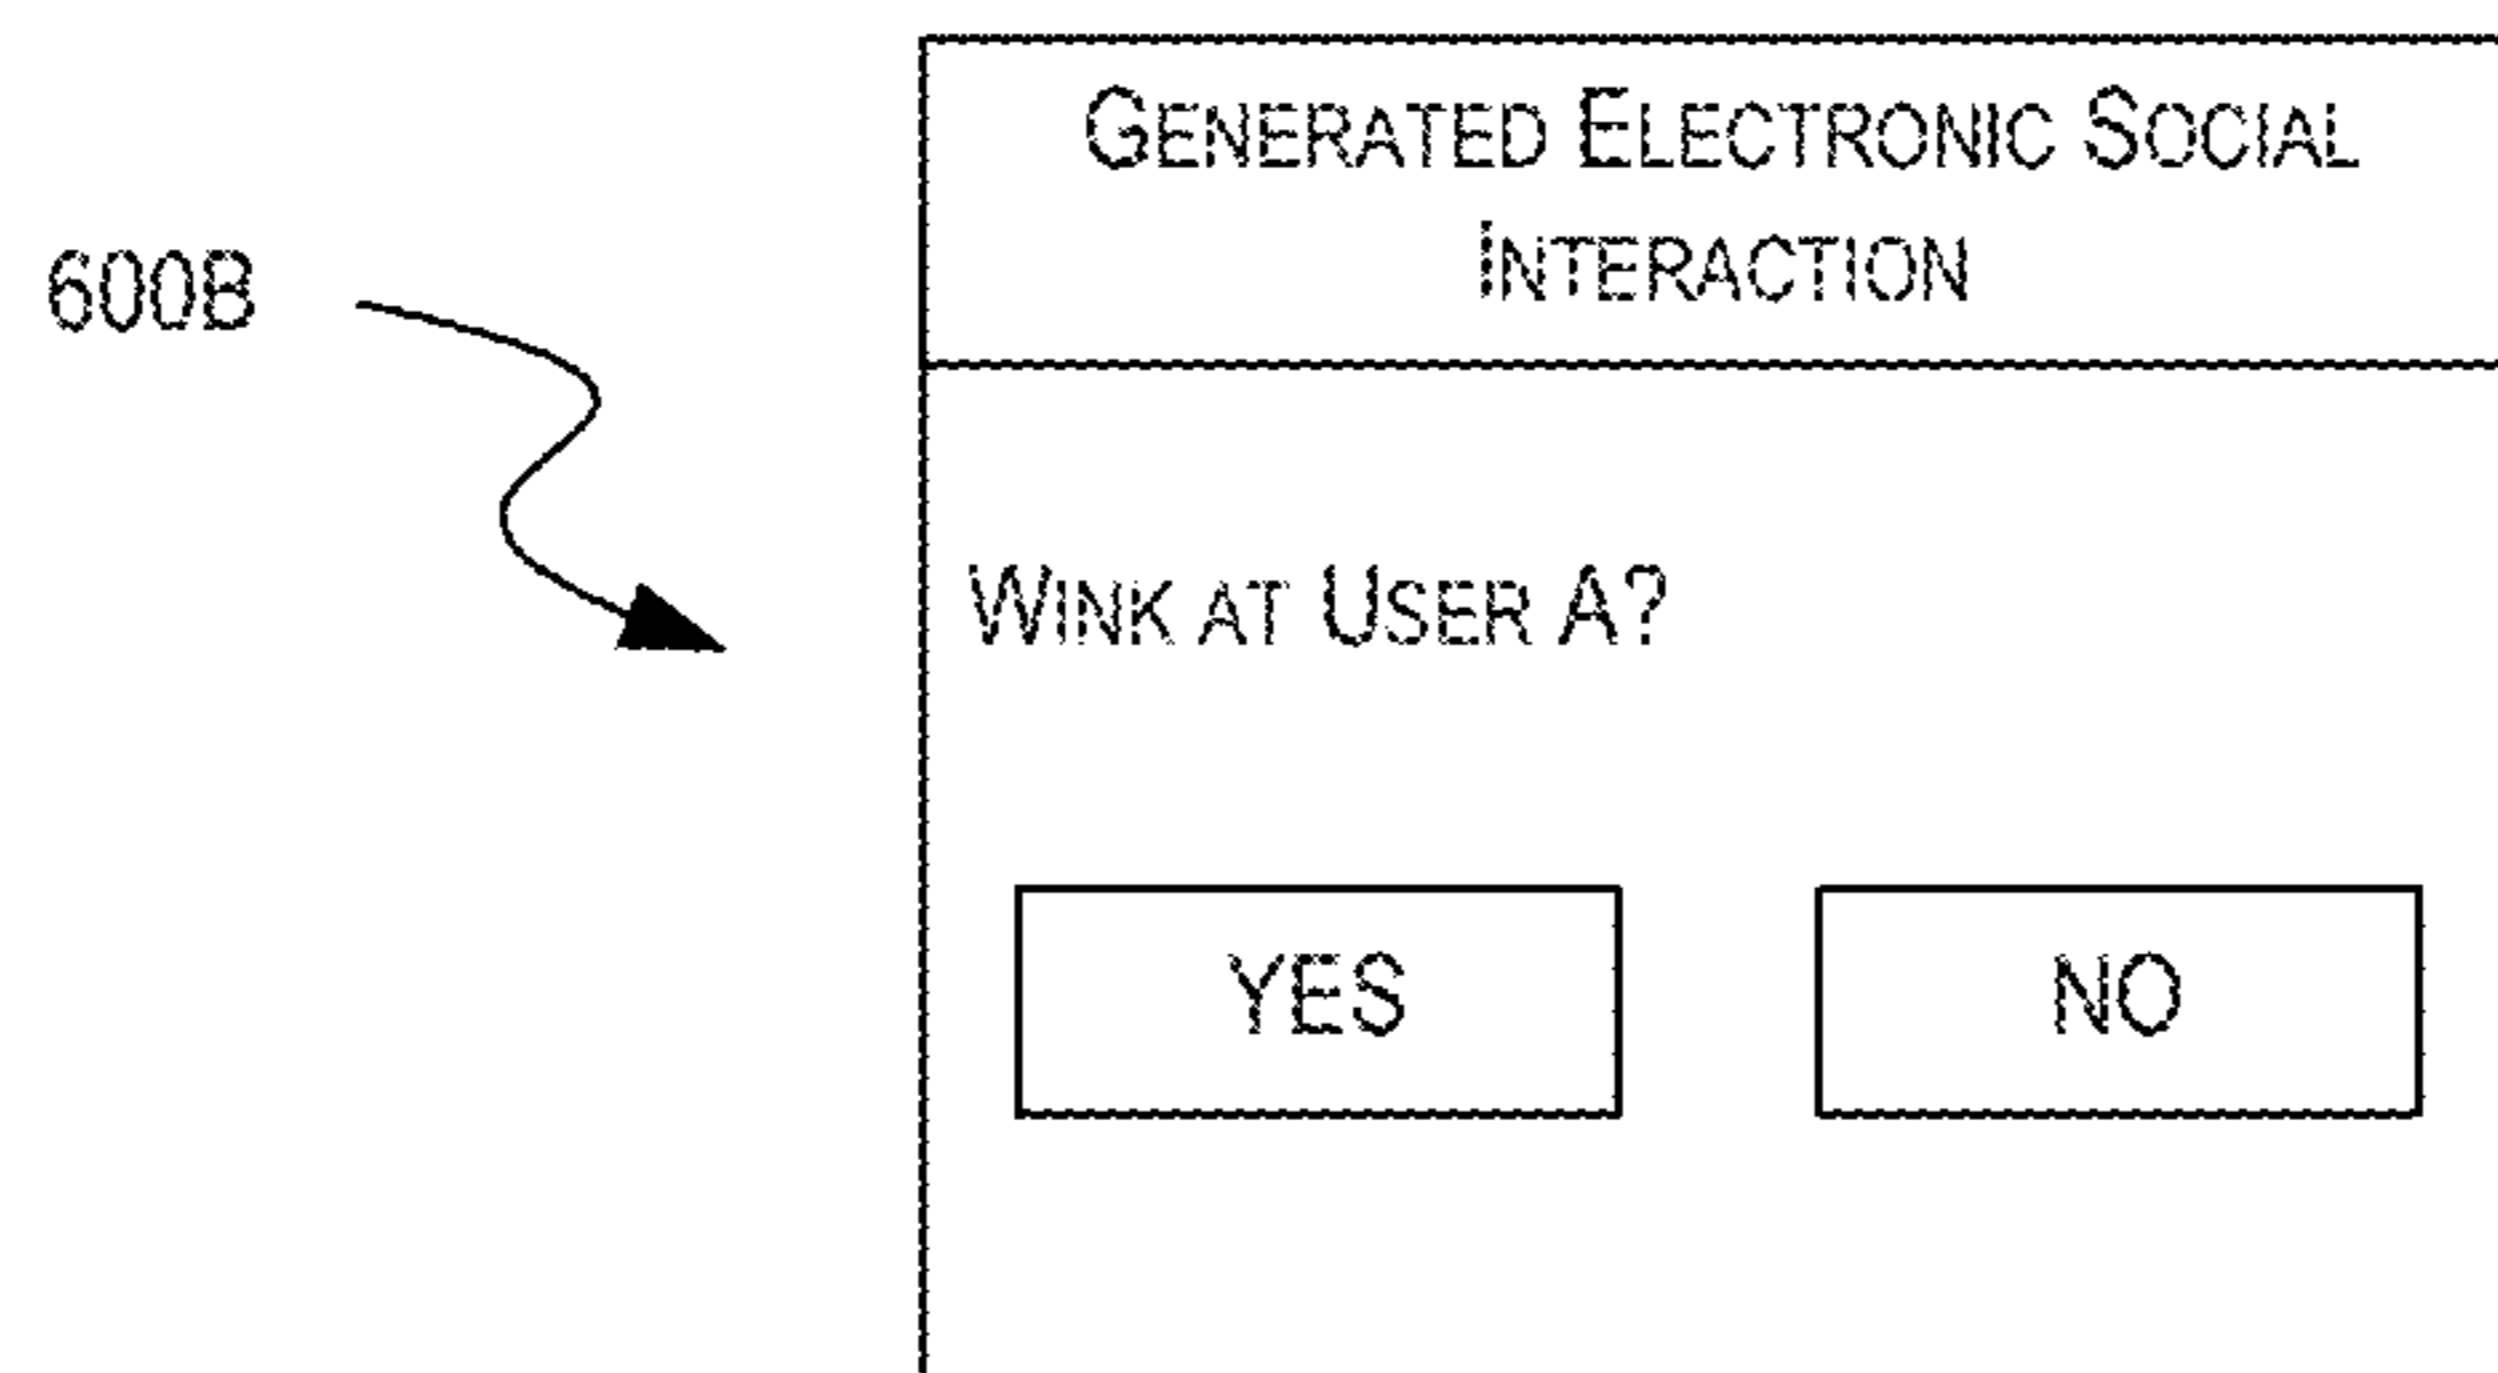 GENERATED ELECTRONIC SOCIAL
INTERACTION
600B
WINK AT USER A?
YES
NO